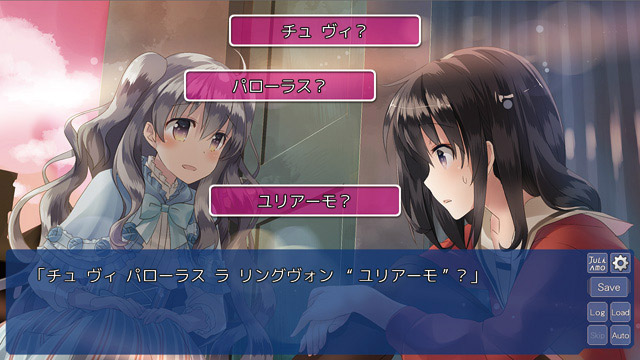 チュ ヴィ？
パローラス？
ユリアーモ？
「チュ ヴィ パローラス ラ リングヴォン “ ユリアーモ ” ？」
JULI
AMO
Save
Log Load
Skip Auto